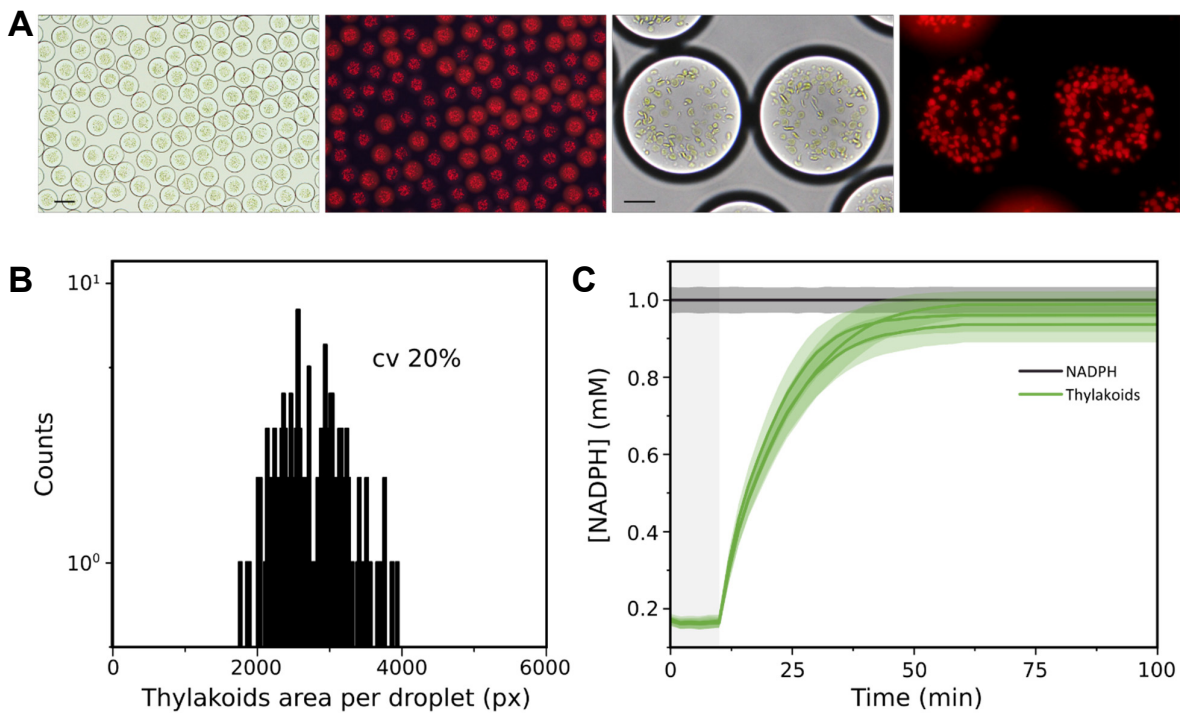 A
B
10¹
10⁰
Counts
cv 20%
0
2000
4000
6000
Thylakoids area per droplet (px)
C
1.0
0.8
0.6
0.4
0.2
[NADPH] (mM)
NADPH
Thylakoids
0
25
50
75
100
Time (min)